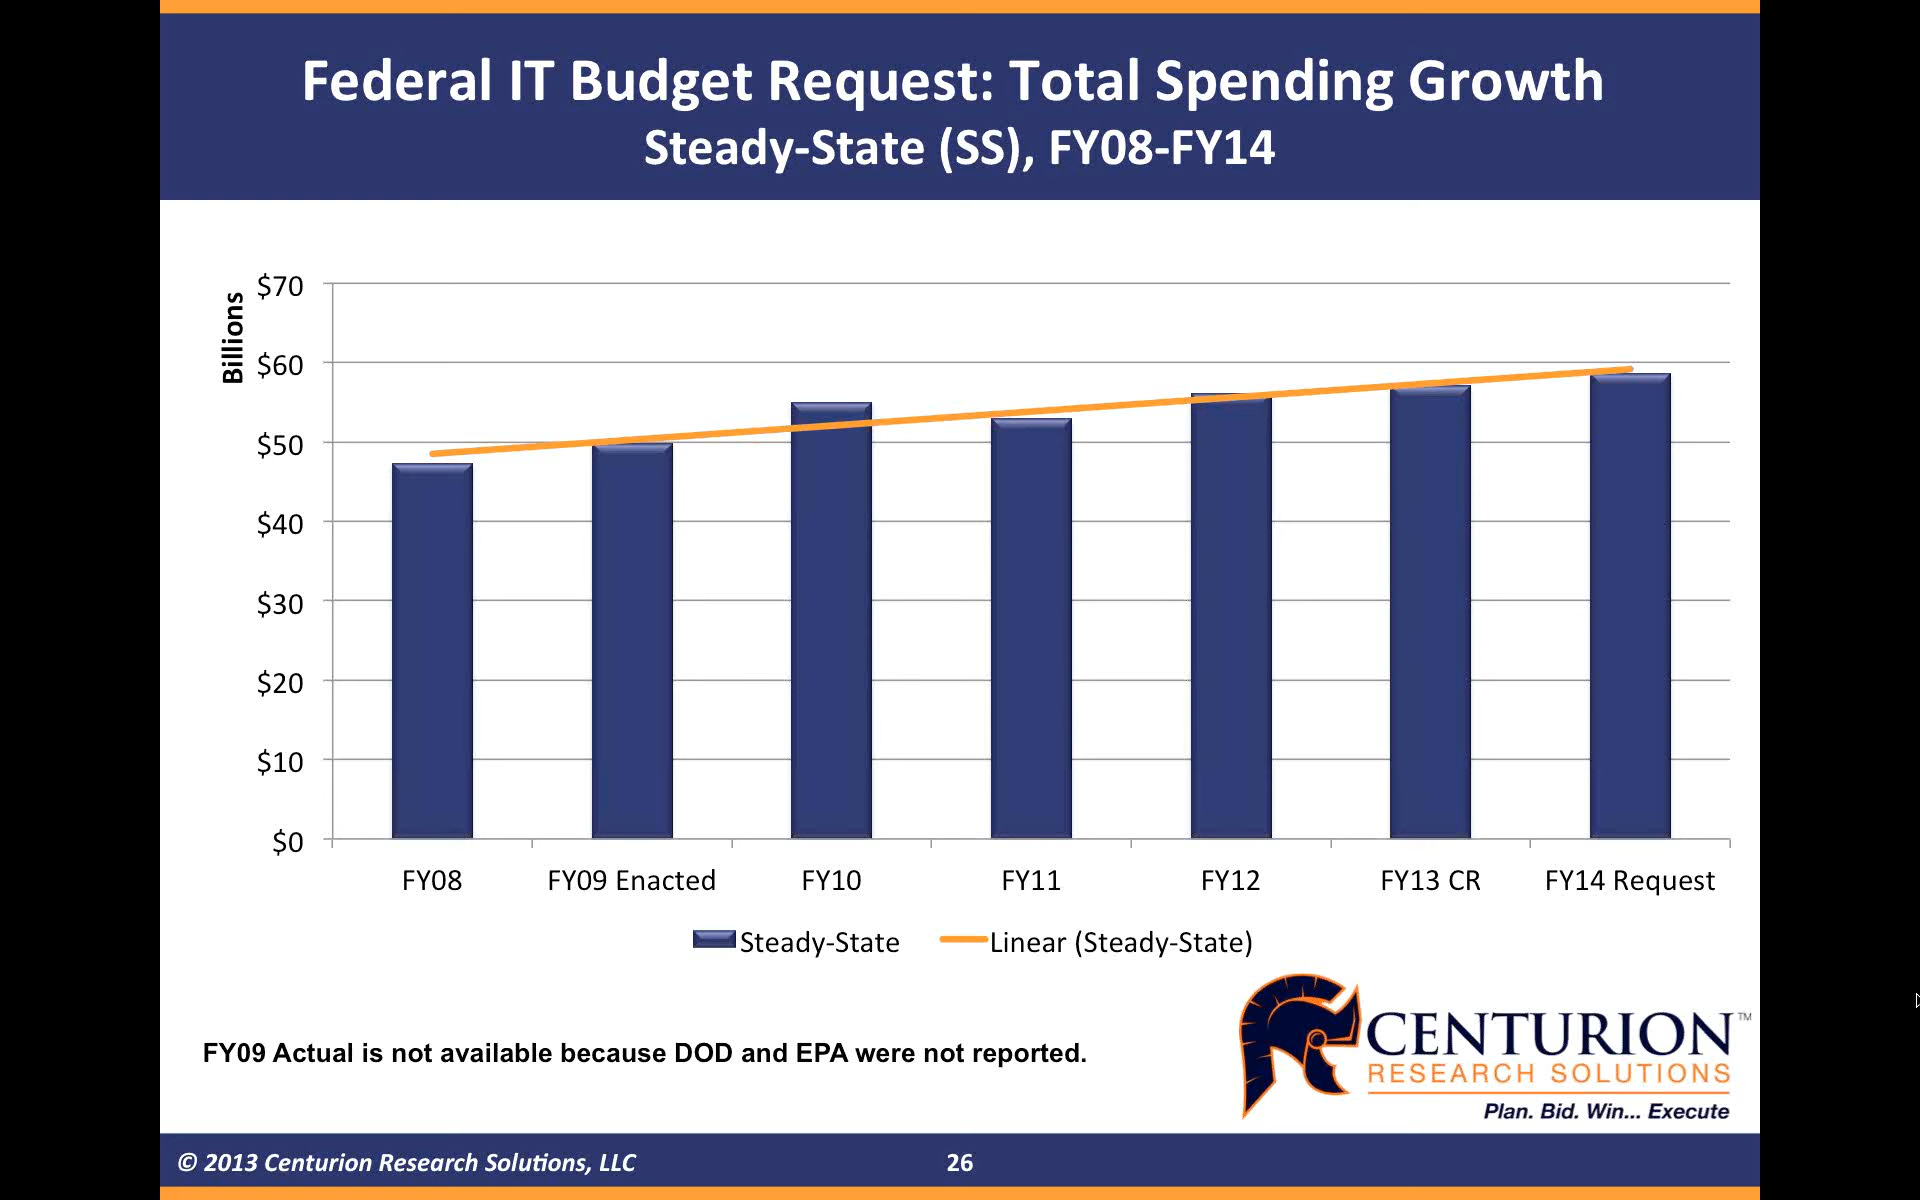 Federal IT Budget Request: Total Spending Growth
Steady-State (SS), FY08-FY14
Billions
$70
$60
$50
$40
$30
$20
$10
$0
FY08 FY09 Enacted FY10 FY11 FY12 FY13 CR FY14 Request
Steady-State Linear (Steady-State)
FY09 Actual is not available because DOD and EPA were not reported.
CENTURION™
RESEARCH SOLUTIONS
Plan. Bid. Win... Execute
© 2013 Centurion Research Solutions, LLC 26